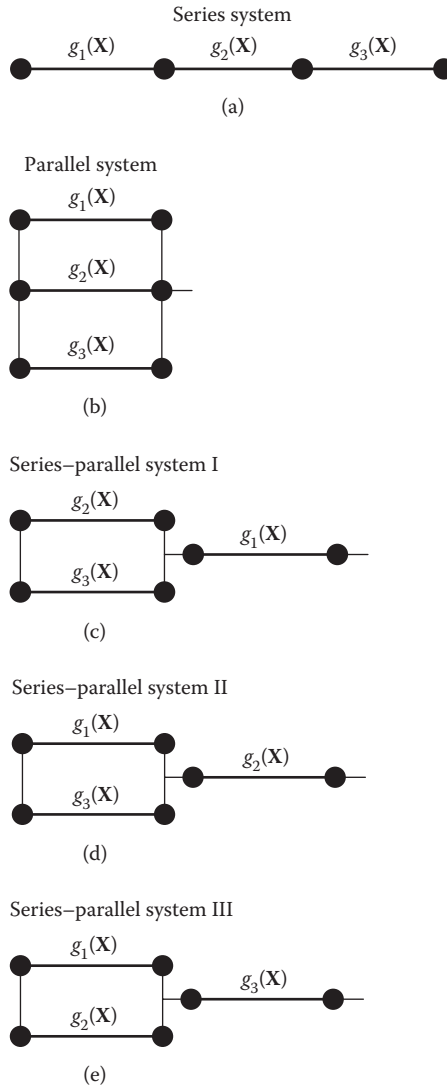 Series system
g₁(X) g₂(X) g₃(X)
(a)
Parallel system
g₁(X)
g₂(X)
g₃(X)
(b)
Series–parallel system I
g₂(X)
g₁(X)
g₃(X)
(c)
Series–parallel system II
g₁(X)
g₂(X)
g₃(X)
(d)
Series–parallel system III
g₁(X)
g₃(X)
g₂(X)
(e)